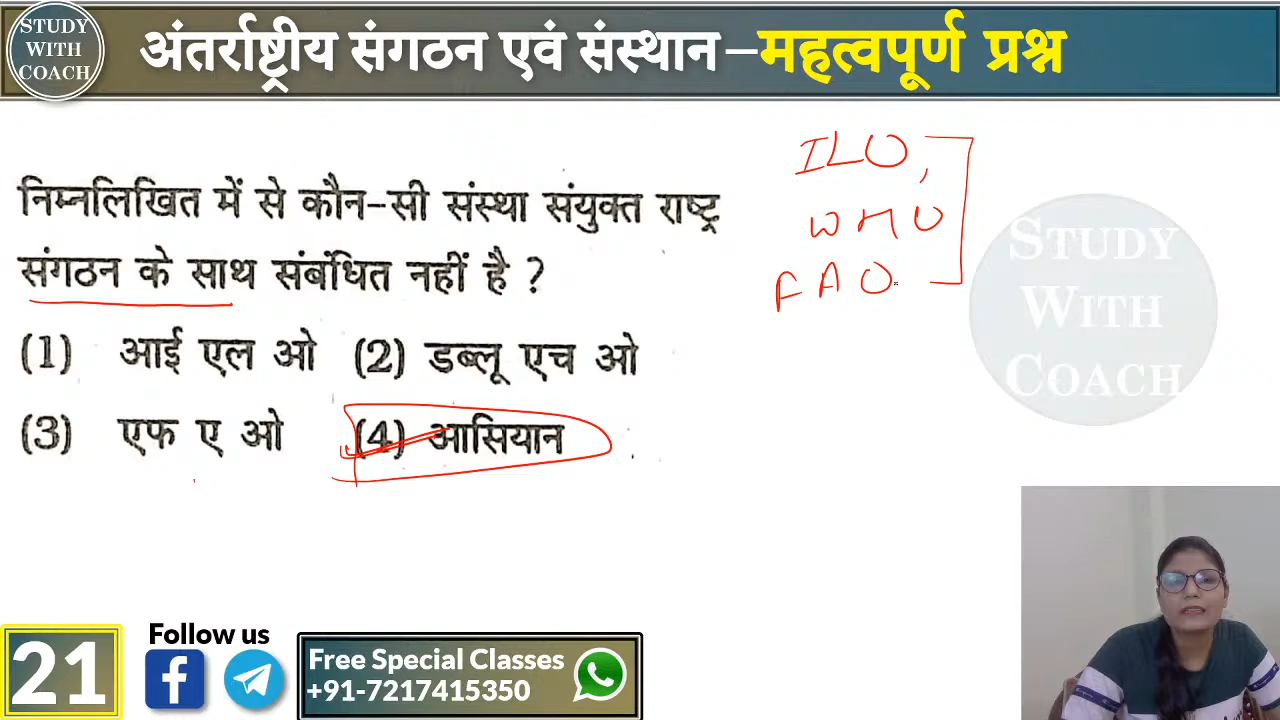 STUDY
WITH
COACH
अंतर्राष्ट्रीय संगठन एवं संस्थान–महत्वपूर्ण प्रश्न
निम्नलिखित में से कौन-सी संस्था संयुक्त राष्ट्र
संगठन के साथ संबंधित नहीं है ?
(1) आई एल ओ (2) डब्लू एच ओ
(3) एफ ए ओ (4) आसियान
ILO,
WHO
FAO
STUDY
WITH
COACH
21
Follow us
Free Special Classes
+91-7217415350